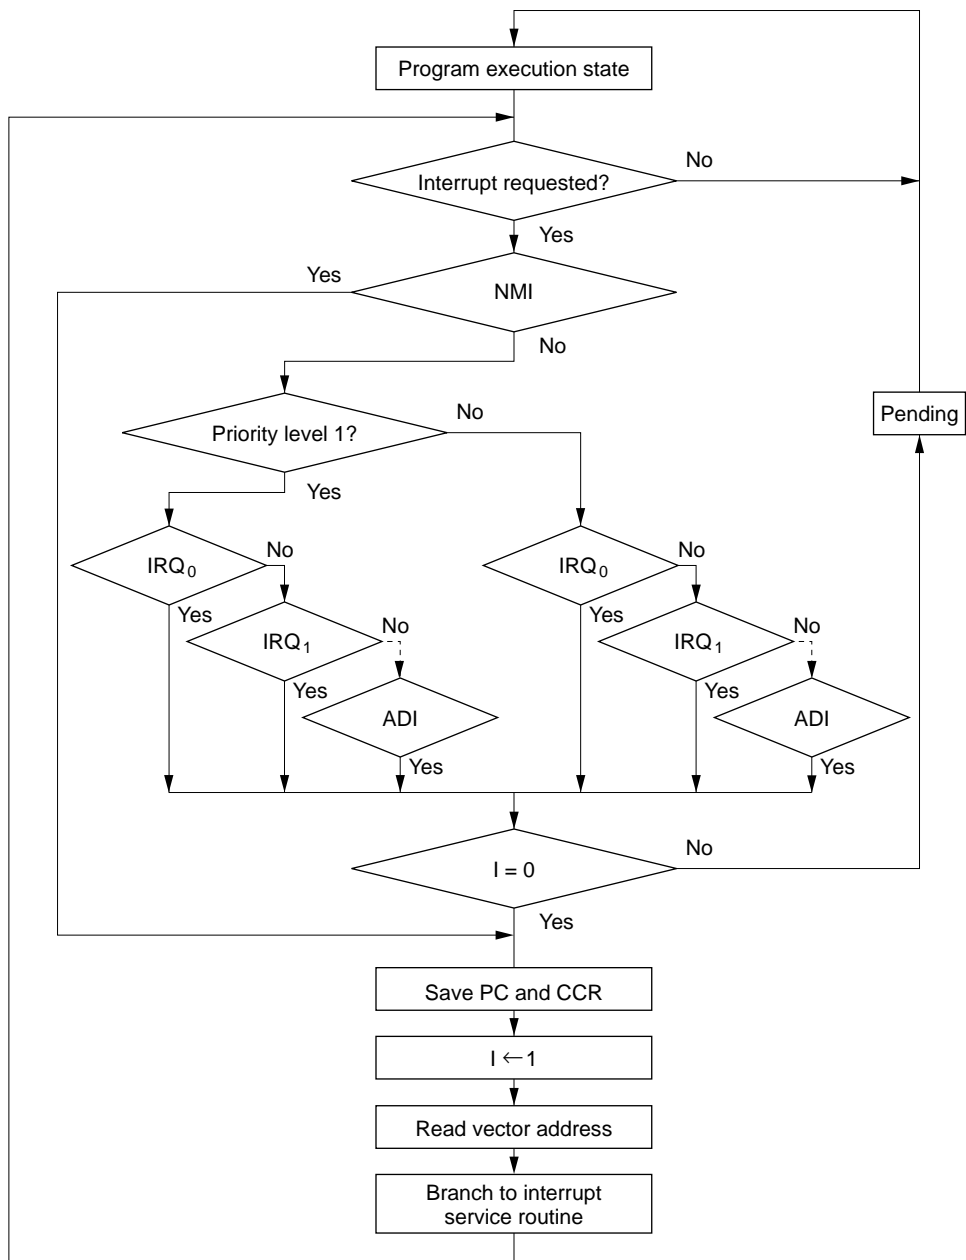 Program execution state
No
Interrupt requested?
Yes
Yes
NMI
No
Pending
No
Priority level 1?
Yes
IRQ0
No
IRQ0
No
Yes
Yes
IRQ1
No
IRQ1
No
Yes
Yes
ADI
ADI
Yes
Yes
No
I = 0
Yes
Save PC and CCR
I ← 1
Read vector address
Branch to interrupt
service routine